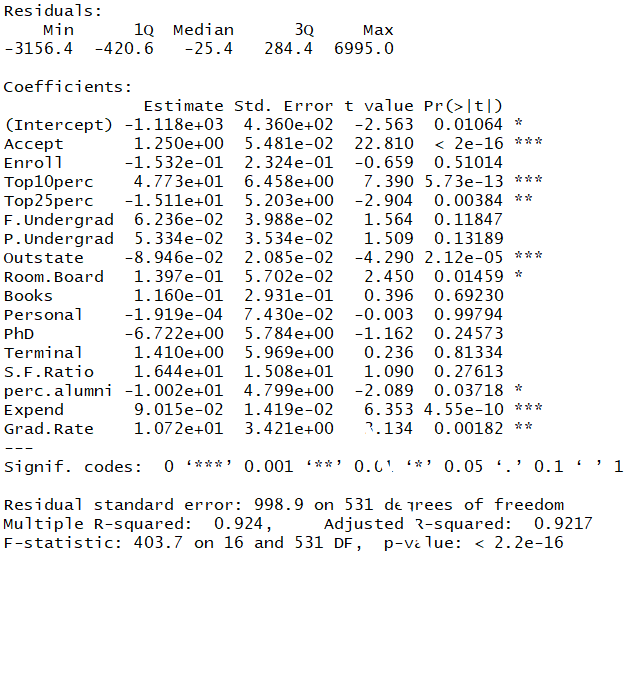 Residuals:
    Min      1Q  Median      3Q     Max
-3156.4  -420.6   -25.4   284.4  6995.0
Coefficients:
              Estimate Std. Error t value Pr(>|t|)
(Intercept) -1.118e+03  4.360e+02  -2.563  0.01064 *
Accept       1.250e+00  5.481e-02  22.810  < 2e-16 ***
Enroll      -1.532e-01  2.324e-01  -0.659  0.51014
Top10perc    4.773e+01  6.458e+00   7.390 5.73e-13 ***
Top25perc   -1.511e+01  5.203e+00  -2.904  0.00384 **
F.Undergrad  6.236e-02  3.988e-02   1.564  0.11847
P.Undergrad  5.334e-02  3.534e-02   1.509  0.13189
Outstate    -8.946e-02  2.085e-02  -4.290 2.12e-05 ***
Room.Board   1.397e-01  5.702e-02   2.450  0.01459 *
Books        1.160e-01  2.931e-01   0.396  0.69230
Personal    -1.919e-04  7.430e-02  -0.003  0.99794
PhD         -6.722e+00  5.784e+00  -1.162  0.24573
Terminal     1.410e+00  5.969e+00   0.236  0.81334
S.F.Ratio    1.644e+01  1.508e+01   1.090  0.27613
perc.alumni -1.002e+01  4.799e+00  -2.089  0.03718 *
Expend       9.015e-02  1.419e-02   6.353 4.55e-10 ***
Grad.Rate    1.072e+01  3.421e+00   3.134  0.00182 **
---
Signif. codes:  0 ‘***’ 0.001 ‘**’ 0.01 ‘*’ 0.05 ‘.’ 0.1 ‘ ’ 1
Residual standard error: 998.9 on 531 degrees of freedom
Multiple R-squared:  0.924,	Adjusted R-squared:  0.9217
F-statistic: 403.7 on 16 and 531 DF,  p-value: < 2.2e-16